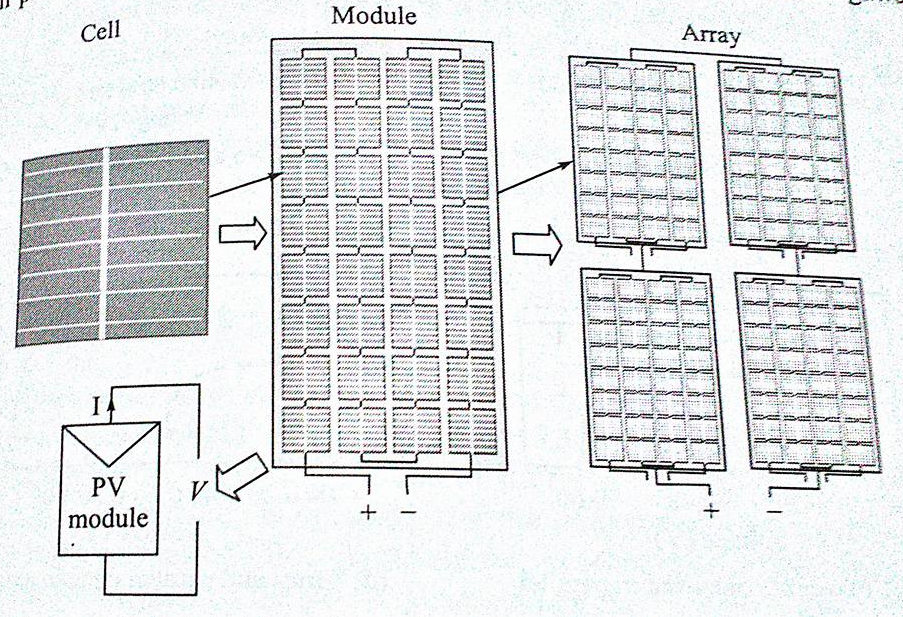 Cell
Module
Array
I
PV
module
V
+ −
+ −